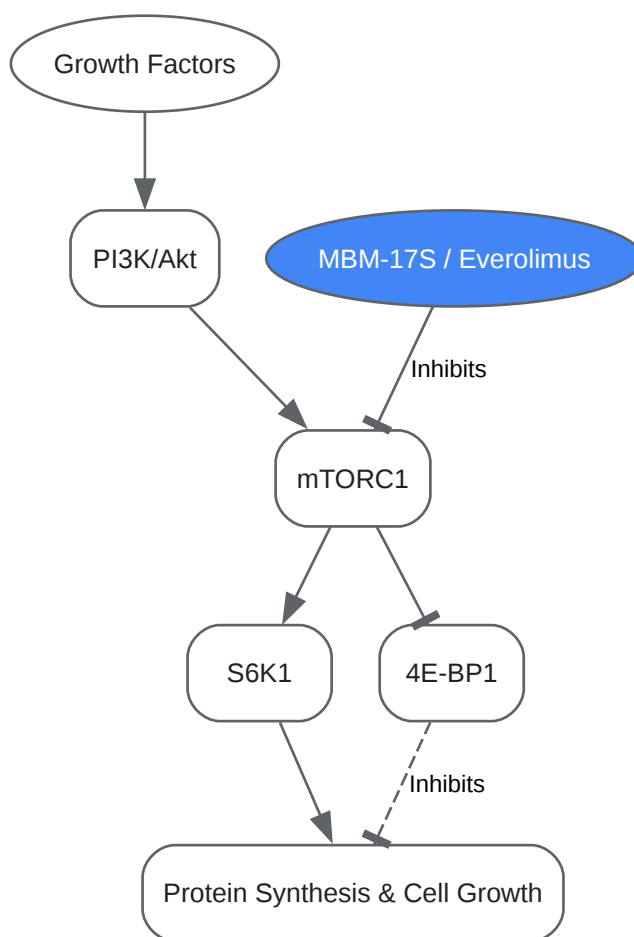 Growth Factors
PI3K/Akt
MBM-17S / Everolimus
Inhibits
mTORC1
S6K1
4E-BP1
Inhibits
Protein Synthesis & Cell Growth